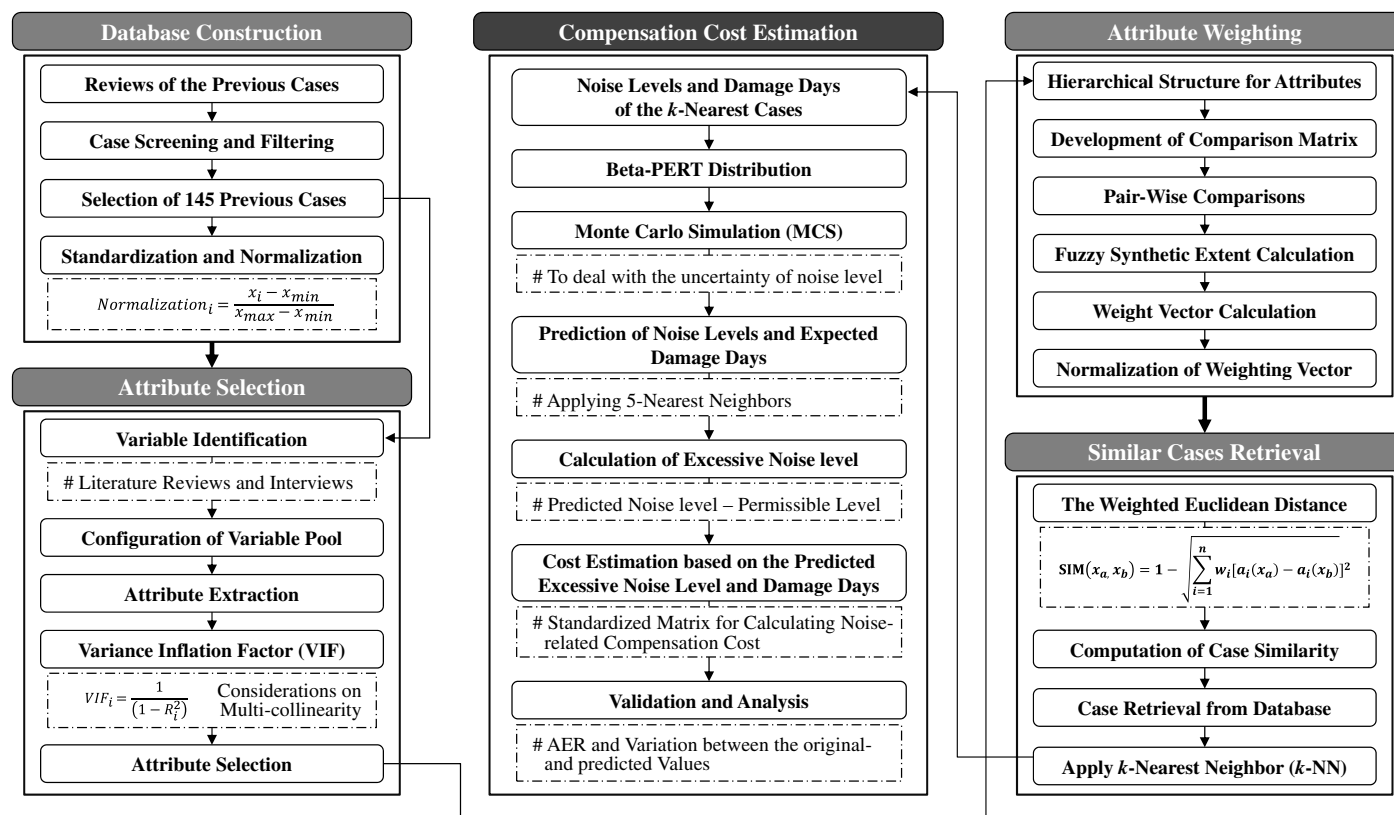 Database Construction
Reviews of the Previous Cases
Case Screening and Filtering
Selection of 145 Previous Cases
Standardization and Normalization
Normalization_i = (x_i − x_min) / (x_max − x_min)
Attribute Selection
Variable Identification
# Literature Reviews and Interviews
Configuration of Variable Pool
Attribute Extraction
Variance Inflation Factor (VIF)
VIF_i = 1 / (1 − R_i^2)
Considerations on
Multi-collinearity
Attribute Selection
Compensation Cost Estimation
Noise Levels and Damage Days
of the k-Nearest Cases
Beta-PERT Distribution
Monte Carlo Simulation (MCS)
# To deal with the uncertainty of noise level
Prediction of Noise Levels and Expected
Damage Days
# Applying 5-Nearest Neighbors
Calculation of Excessive Noise level
# Predicted Noise level – Permissible Level
Cost Estimation based on the Predicted
Excessive Noise Level and Damage Days
# Standardized Matrix for Calculating Noise-
related Compensation Cost
Validation and Analysis
# AER and Variation between the original-
and predicted Values
Attribute Weighting
Hierarchical Structure for Attributes
Development of Comparison Matrix
Pair-Wise Comparisons
Fuzzy Synthetic Extent Calculation
Weight Vector Calculation
Normalization of Weighting Vector
Similar Cases Retrieval
The Weighted Euclidean Distance
SIM(x_a, x_b) = 1 − √(∑_{i=1}^{n} w_i[a_i(x_a) − a_i(x_b)]^2)
Computation of Case Similarity
Case Retrieval from Database
Apply k-Nearest Neighbor (k-NN)